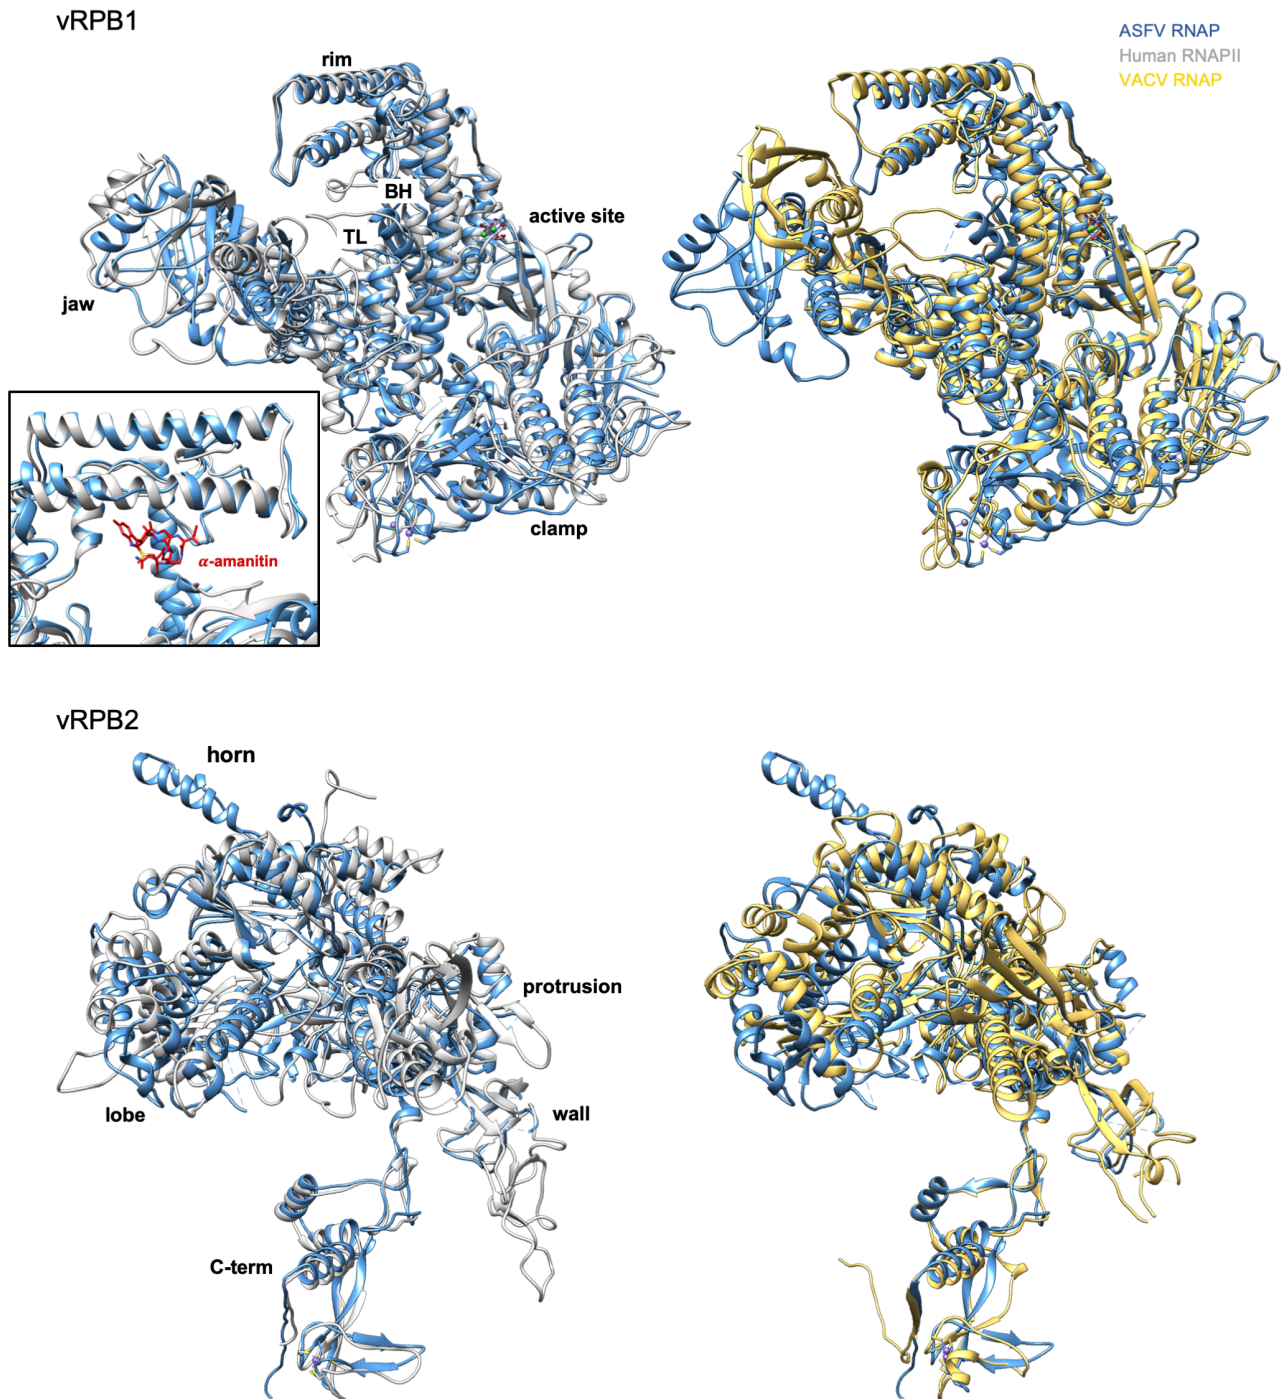 vRPB1
ASFV RNAP
Human RNAPII
VACV RNAP
rim
BH
active site
TL
jaw
α-amanitin
clamp
vRPB2
horn
protrusion
lobe
wall
C-term